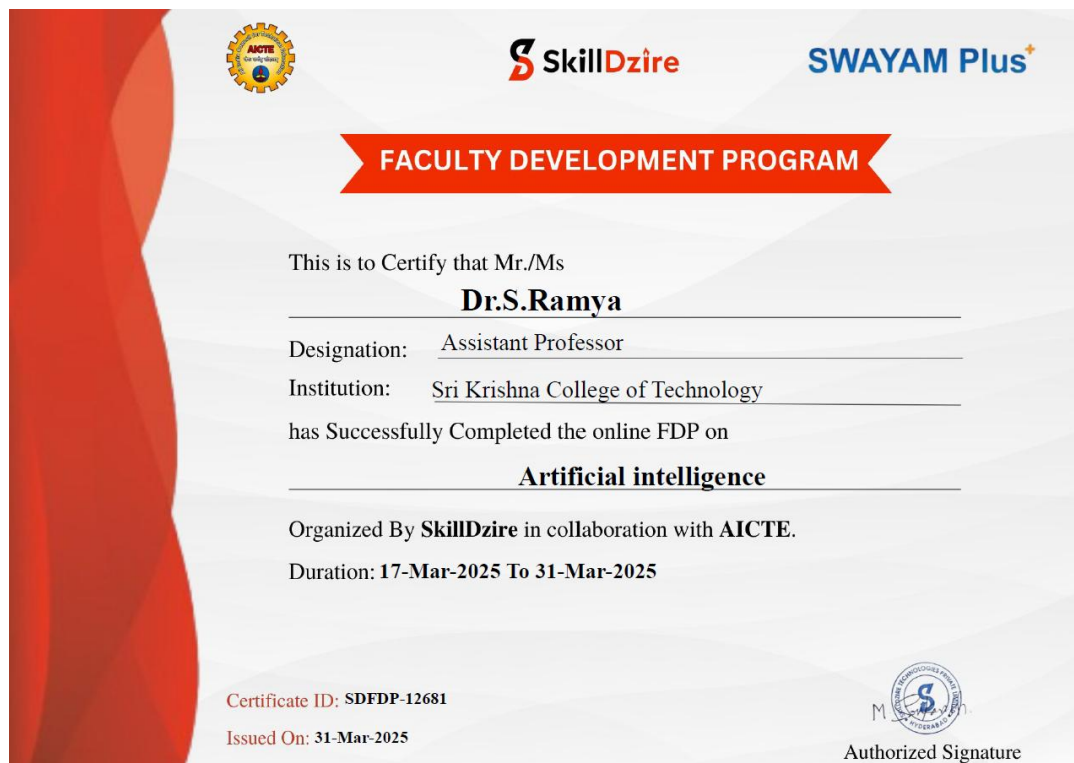 AICTE
SkillDzire
SWAYAM Plus+
FACULTY DEVELOPMENT PROGRAM
This is to Certify that Mr./Ms
Dr.S.Ramya
Designation: Assistant Professor
Institution: Sri Krishna College of Technology
has Successfully Completed the online FDP on
Artificial intelligence
Organized By SkillDzire in collaboration with AICTE.
Duration: 17-Mar-2025 To 31-Mar-2025
Certificate ID: SDFDP-12681
Issued On: 31-Mar-2025
HYDERABAD
Authorized Signature